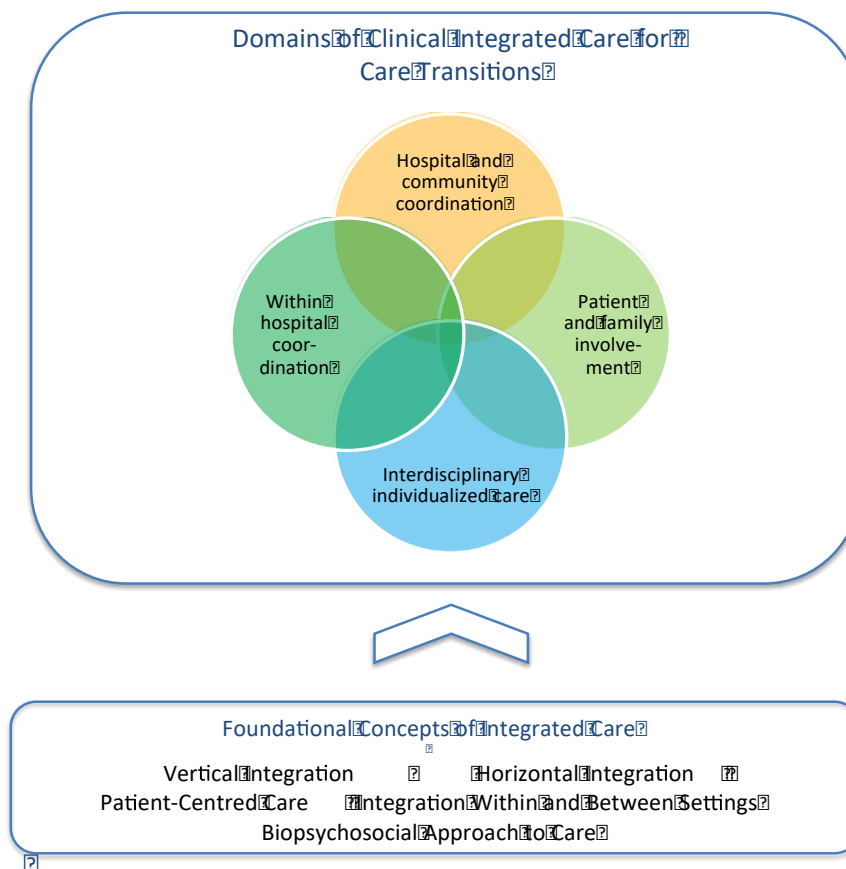 Domains of Clinical Integrated Care for
Care Transitions
Hospital and
community
coordination
Within
hospital
coor-
dination
Patient
and family
involve-
ment
Interdisciplinary
individualized care
Foundational Concepts of Integrated Care
Vertical Integration Horizontal Integration
Patient-Centred Care Integration Within and Between Settings
Biopsychosocial Approach to Care